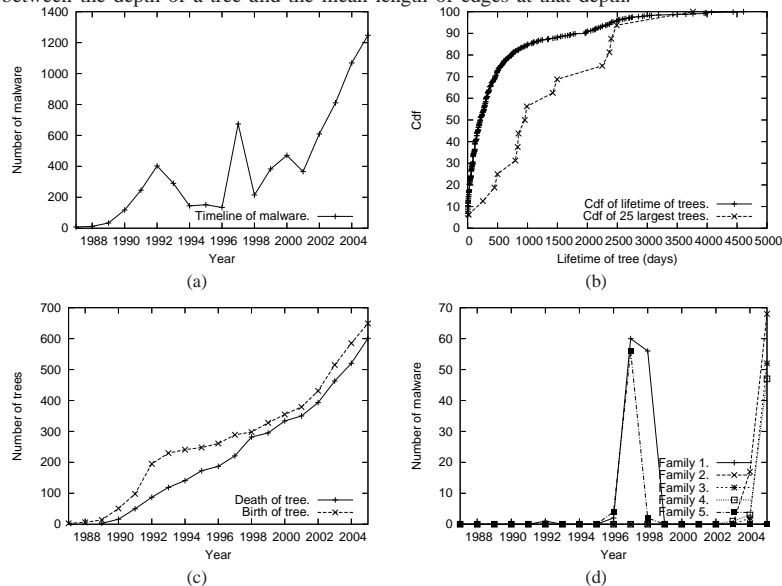 between the depth of a tree and the mean length of edges at that depth.
1400
1200
1000
800
600
400
200
0
Number of malware
Timeline of malware.
1988 1990 1992 1994 1996 1998 2000 2002 2004
Year
(a)
100
90
80
70
60
50
40
30
20
10
0
Cdf
Cdf of lifetime of trees.
Cdf of 25 largest trees.
0 500 1000 1500 2000 2500 3000 3500 4000 4500 5000
Lifetime of tree (days)
(b)
700
600
500
400
300
200
100
0
Number of trees
Death of tree.
Birth of tree.
1988 1990 1992 1994 1996 1998 2000 2002 2004
Year
(c)
70
60
50
40
30
20
10
0
Number of malware
Family 1.
Family 2.
Family 3.
Family 4.
Family 5.
1988 1990 1992 1994 1996 1998 2000 2002 2004
Year
(d)